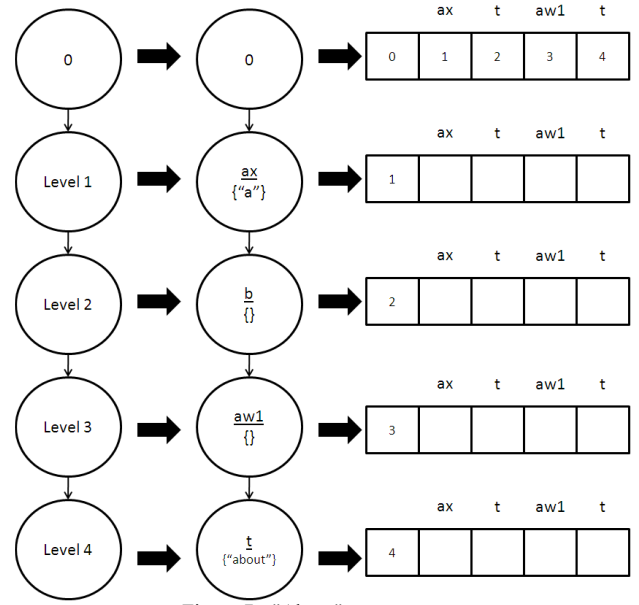 ax t aw1 t
0 0 0 1 2 3 4
ax t aw1 t
Level 1 ax 1
{“a”}
ax t aw1 t
Level 2 b 2
{}
ax t aw1 t
Level 3 aw1 3
{}
ax t aw1 t
Level 4 t 4
{“about”}